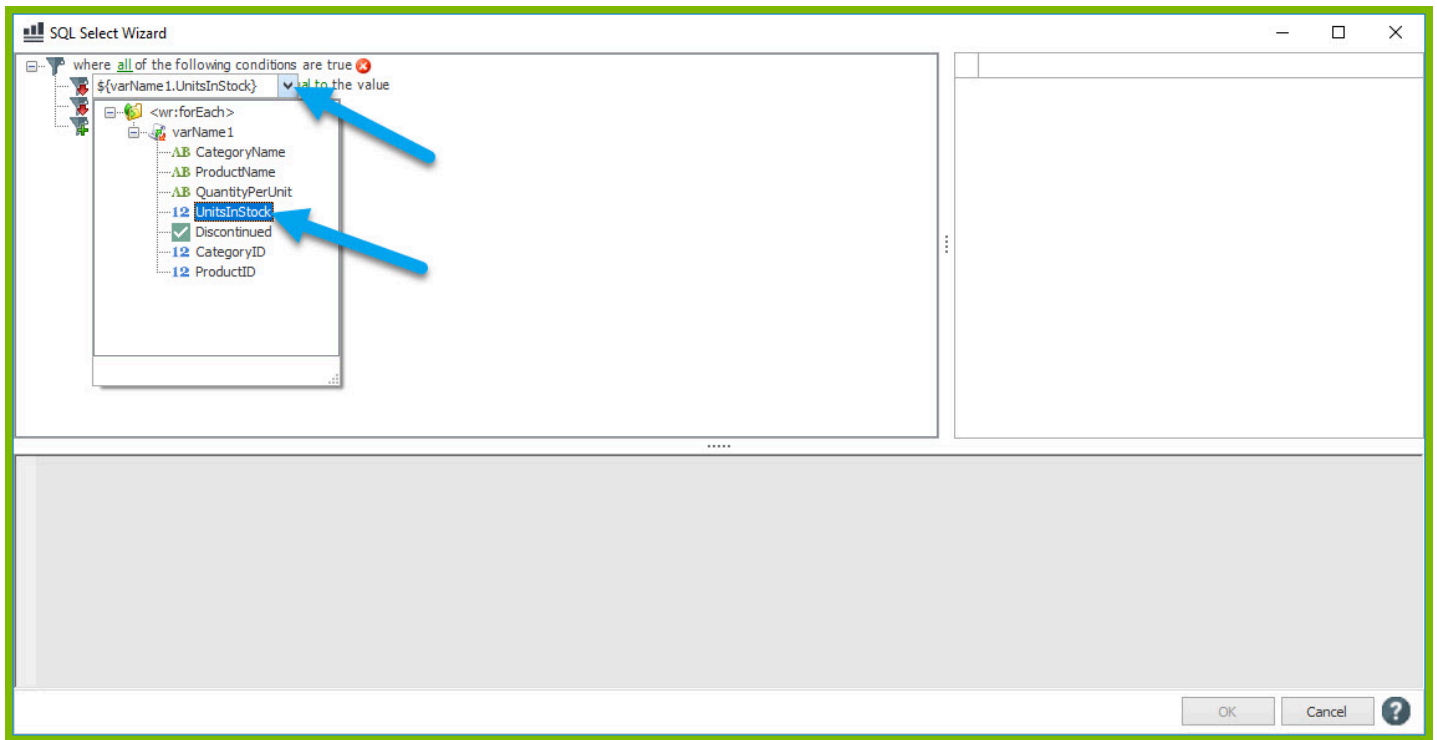 SQL Select Wizard
where all of the following conditions are true
${varName1.UnitsInStock} ual to the value
<wr:forEach>
varName1
AB CategoryName
AB ProductName
AB QuantityPerUnit
12 UnitsInStock
Discontinued
12 CategoryID
12 ProductID
OK Cancel ?